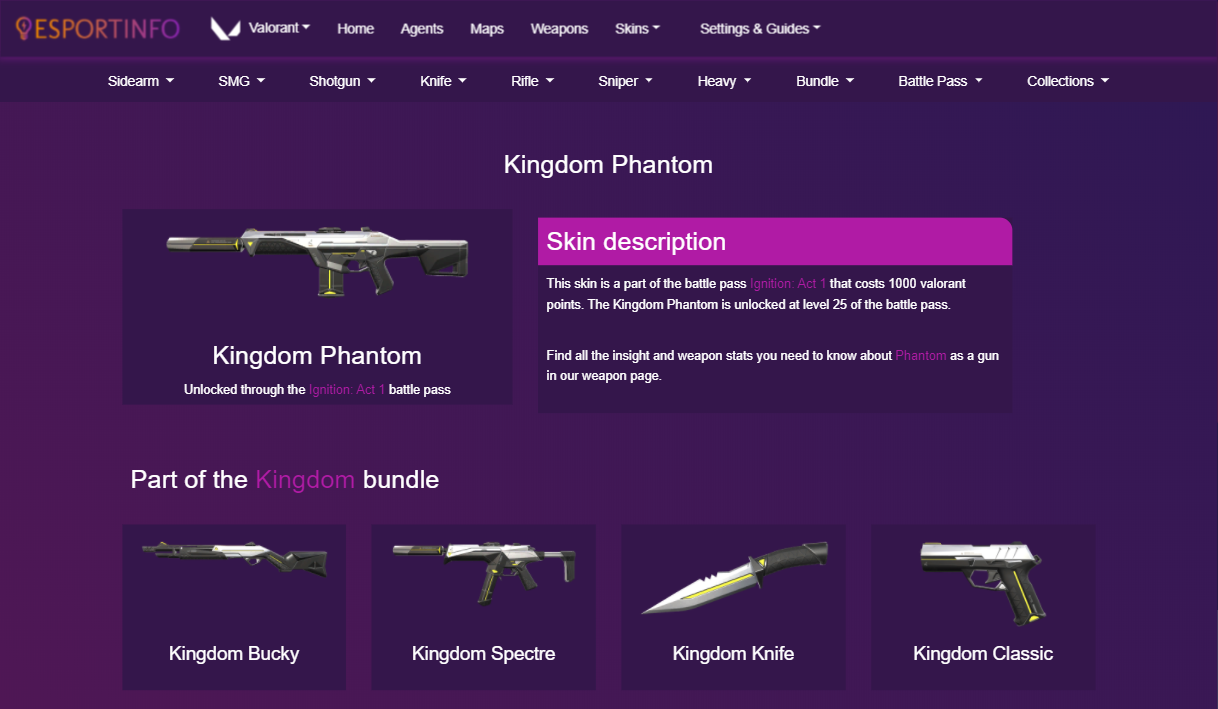 ESPORTINFO Valorant Home Agents Maps Weapons Skins Settings & Guides
Sidearm SMG Shotgun Knife Rifle Sniper Heavy Bundle Battle Pass Collections
Kingdom Phantom
Kingdom Phantom
Unlocked through the Ignition: Act 1 battle pass
Skin description
This skin is a part of the battle pass Ignition: Act 1 that costs 1000 valorant
points. The Kingdom Phantom is unlocked at level 25 of the battle pass.
Find all the insight and weapon stats you need to know about Phantom as a gun
in our weapon page.
Part of the Kingdom bundle
Kingdom Bucky
Kingdom Spectre
Kingdom Knife
Kingdom Classic